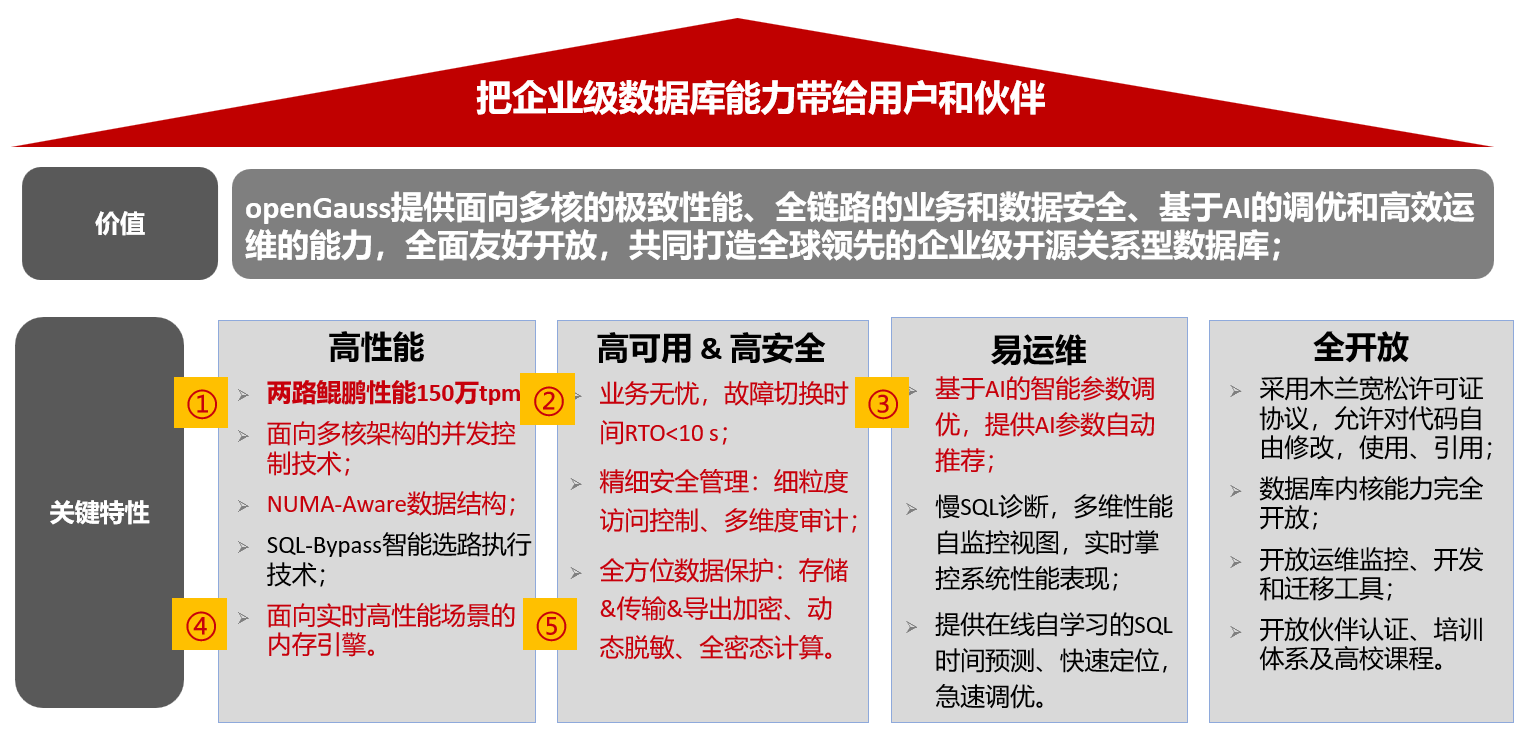 把企业级数据库能力带给用户和伙伴
价值
openGauss提供面向多核的极致性能、全链路的业务和数据安全、基于AI的调优和高效运
维的能力，全面友好开放，共同打造全球领先的企业级开源关系型数据库；
关键特性
高性能
①
两路鲲鹏性能150万tpm
面向多核架构的并发控
制技术；
NUMA-Aware数据结构；
SQL-Bypass智能选路执行
技术；
④
面向实时高性能场景的
内存引擎。
高可用 & 高安全
②
业务无忧，故障切换时
间RTO<10 s；
精细安全管理：细粒度
访问控制、多维度审计；
⑤
全方位数据保护：存储
&传输&导出加密、动
态脱敏、全密态计算。
易运维
③
基于AI的智能参数调
优，提供AI参数自动
推荐；
慢SQL诊断，多维性能
自监控视图，实时掌
控系统性能表现；
提供在线自学习的SQL
时间预测、快速定位，
急速调优。
全开放
采用木兰宽松许可证
协议，允许对代码自
由修改，使用、引用；
数据库内核能力完全
开放；
开放运维监控、开发
和迁移工具；
开放伙伴认证、培训
体系及高校课程。